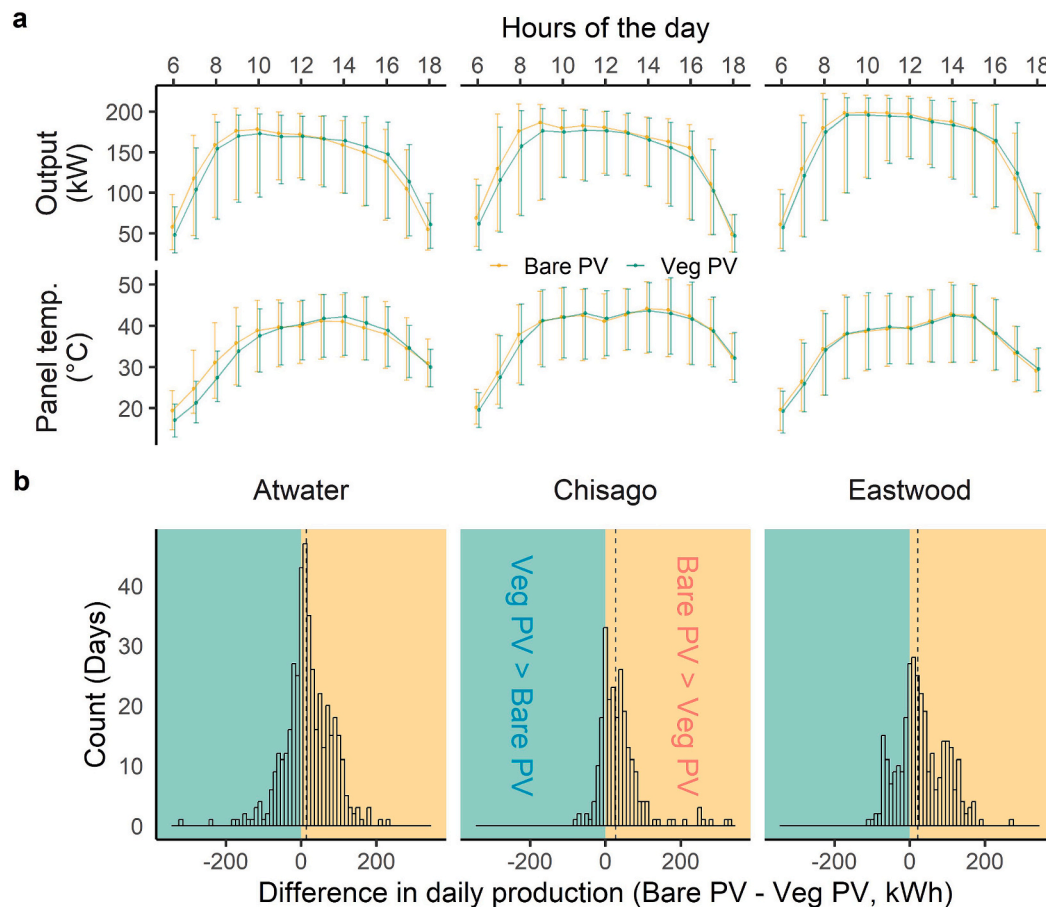 a
Hours of the day
6 8 10 12 14 16 18 6 8 10 12 14 16 18 6 8 10 12 14 16 18
Output
(kW)
200
150
100
50
Bare PV Veg PV
Panel temp.
(°C)
50
40
30
20
b
Atwater Chisago Eastwood
Count (Days)
40
30
20
10
0
Veg PV > Bare PV
Bare PV > Veg PV
-200 0 200 -200 0 200 -200 0 200
Difference in daily production (Bare PV - Veg PV, kWh)